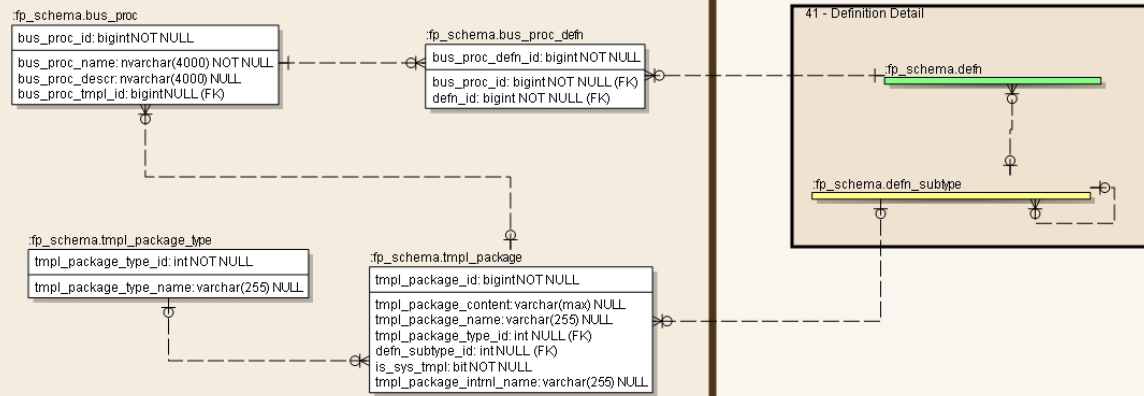 :fp_schema.bus_proc
bus_proc_id: bigint NOT NULL
bus_proc_name: nvarchar(4000) NOT NULL
bus_proc_descr: nvarchar(4000) NULL
bus_proc_tmpl_id: bigint NULL (FK)
:fp_schema.bus_proc_defn
bus_proc_defn_id: bigint NOT NULL
bus_proc_id: bigint NOT NULL (FK)
defn_id: bigint NOT NULL (FK)
41 - Definition Detail
:fp_schema.defn
:fp_schema.defn_subtype
:fp_schema.tmpl_package_type
tmpl_package_type_id: int NOT NULL
tmpl_package_type_name: varchar(255) NULL
:fp_schema.tmpl_package
tmpl_package_id: bigint NOT NULL
tmpl_package_content: varchar(max) NULL
tmpl_package_name: varchar(255) NULL
tmpl_package_type_id: int NULL (FK)
defn_subtype_id: int NULL (FK)
is_sys_tmpl: bit NOT NULL
tmpl_package_intrnl_name: varchar(255) NULL